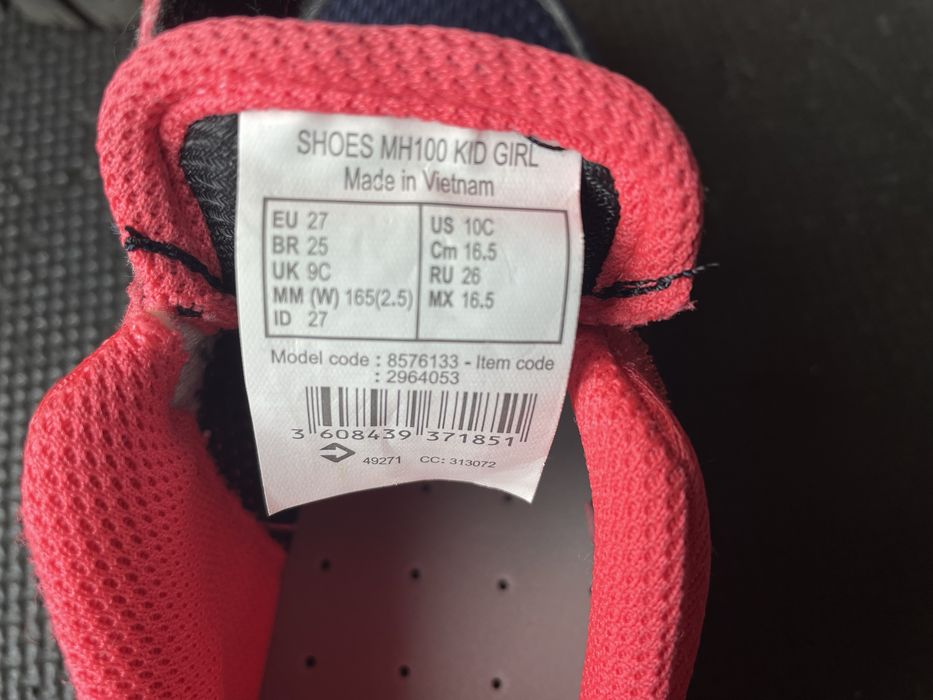 SHOES MH100 KID GIRL
Made in Vietnam
EU 27
BR 25
UK 9C
MM (W) 165(2.5)
ID 27
US 10C
Cm 16.5
RU 26
MX 16.5
Model code : 8576133 - Item code
: 2964053
3 608439 371851
49271 CC: 313072